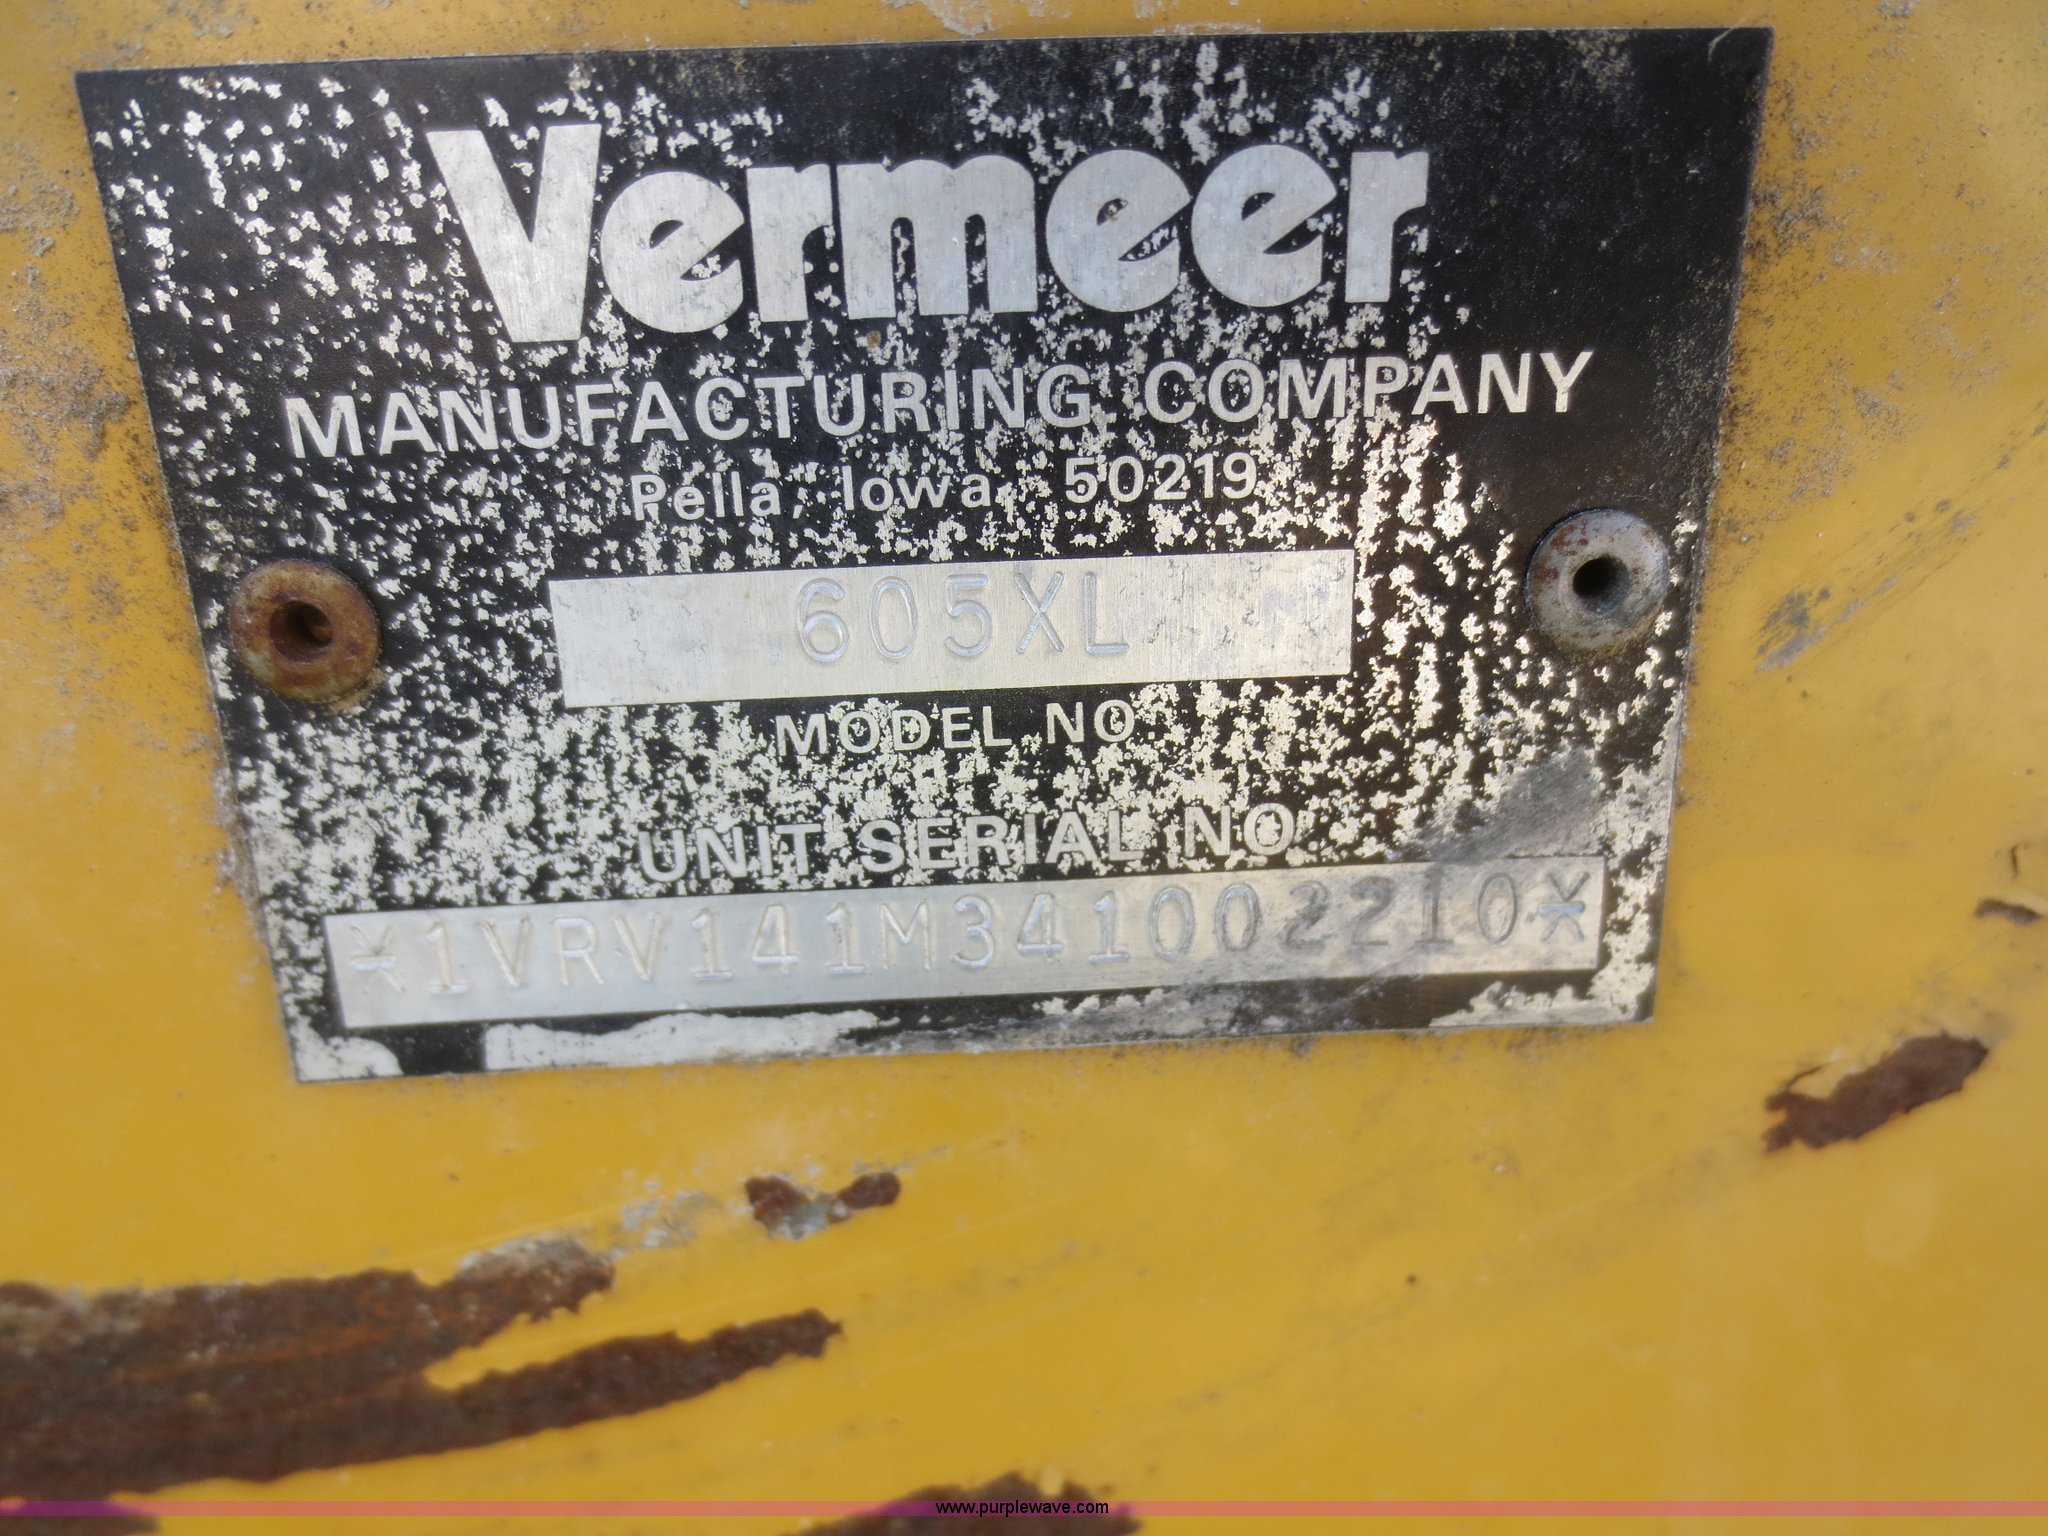 Vermeer
MANUFACTURING COMPANY
Pella, Iowa, 50219
605XL
MODEL NO
UNIT SERIAL NO
*1VRV141M341002210*
www.purplewave.com